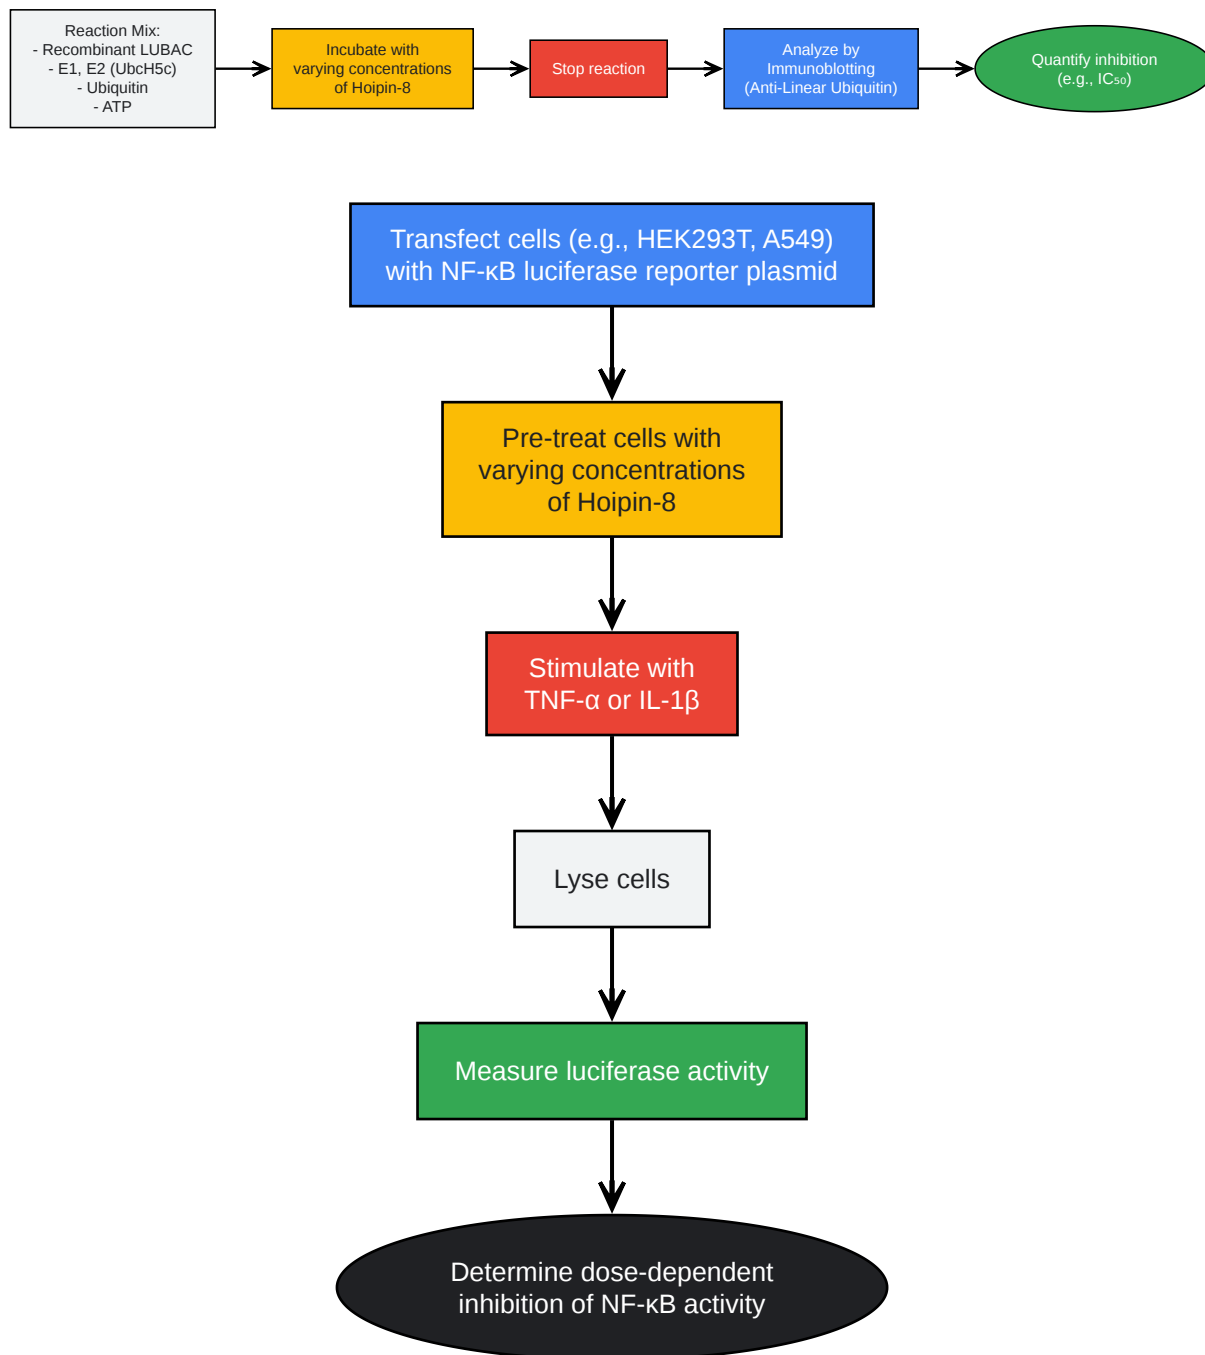 Reaction Mix:
- Recombinant LUBAC
- E1, E2 (UbcH5c)
- Ubiquitin
- ATP
Incubate with
varying concentrations
of Hoipin-8
Stop reaction
Analyze by
Immunoblotting
(Anti-Linear Ubiquitin)
Quantify inhibition
(e.g., IC₅₀)
Transfect cells (e.g., HEK293T, A549)
with NF-κB luciferase reporter plasmid
Pre-treat cells with
varying concentrations
of Hoipin-8
Stimulate with
TNF-α or IL-1β
Lyse cells
Measure luciferase activity
Determine dose-dependent
inhibition of NF-κB activity